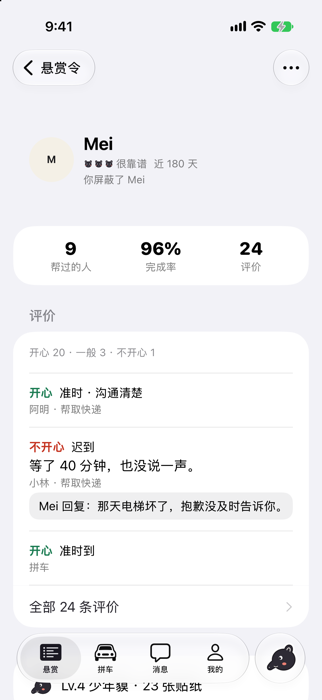 9:41
悬赏令
M
Mei
很靠谱 近 180 天
你屏蔽了 Mei
9
96%
24
帮过的人
完成率
评价
评价
开心 20 · 一般 3 · 不开心 1
开心 准时 · 沟通清楚
阿明 · 帮取快递
不开心 迟到
等了 40 分钟，也没说一声。
小林 · 帮取快递
Mei 回复：那天电梯坏了，抱歉没及时告诉你。
开心 准时到
拼车
全部 24 条评价
悬赏
拼车
消息
我的
Lv.4 少年貘 · 23 张贴纸